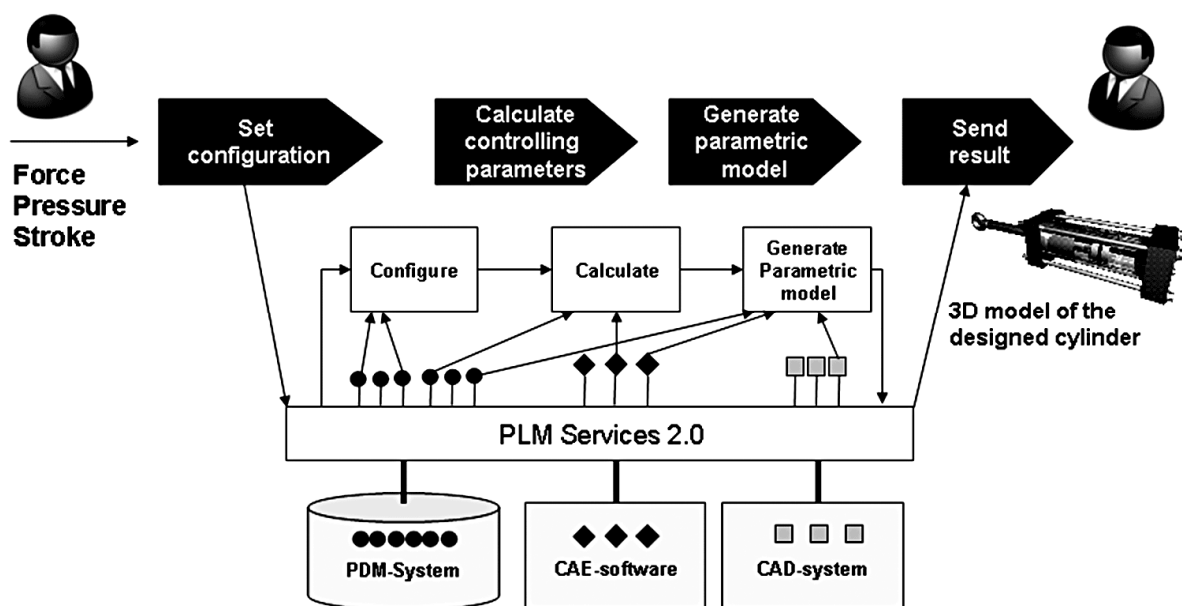 Set
configuration
Calculate
controlling
parameters
Generate
parametric
model
Send
result
Force
Pressure
Stroke
Configure
Calculate
Generate
Parametric
model
3D model of the
designed cylinder
PLM Services 2.0
PDM-System
CAE-software
CAD-system